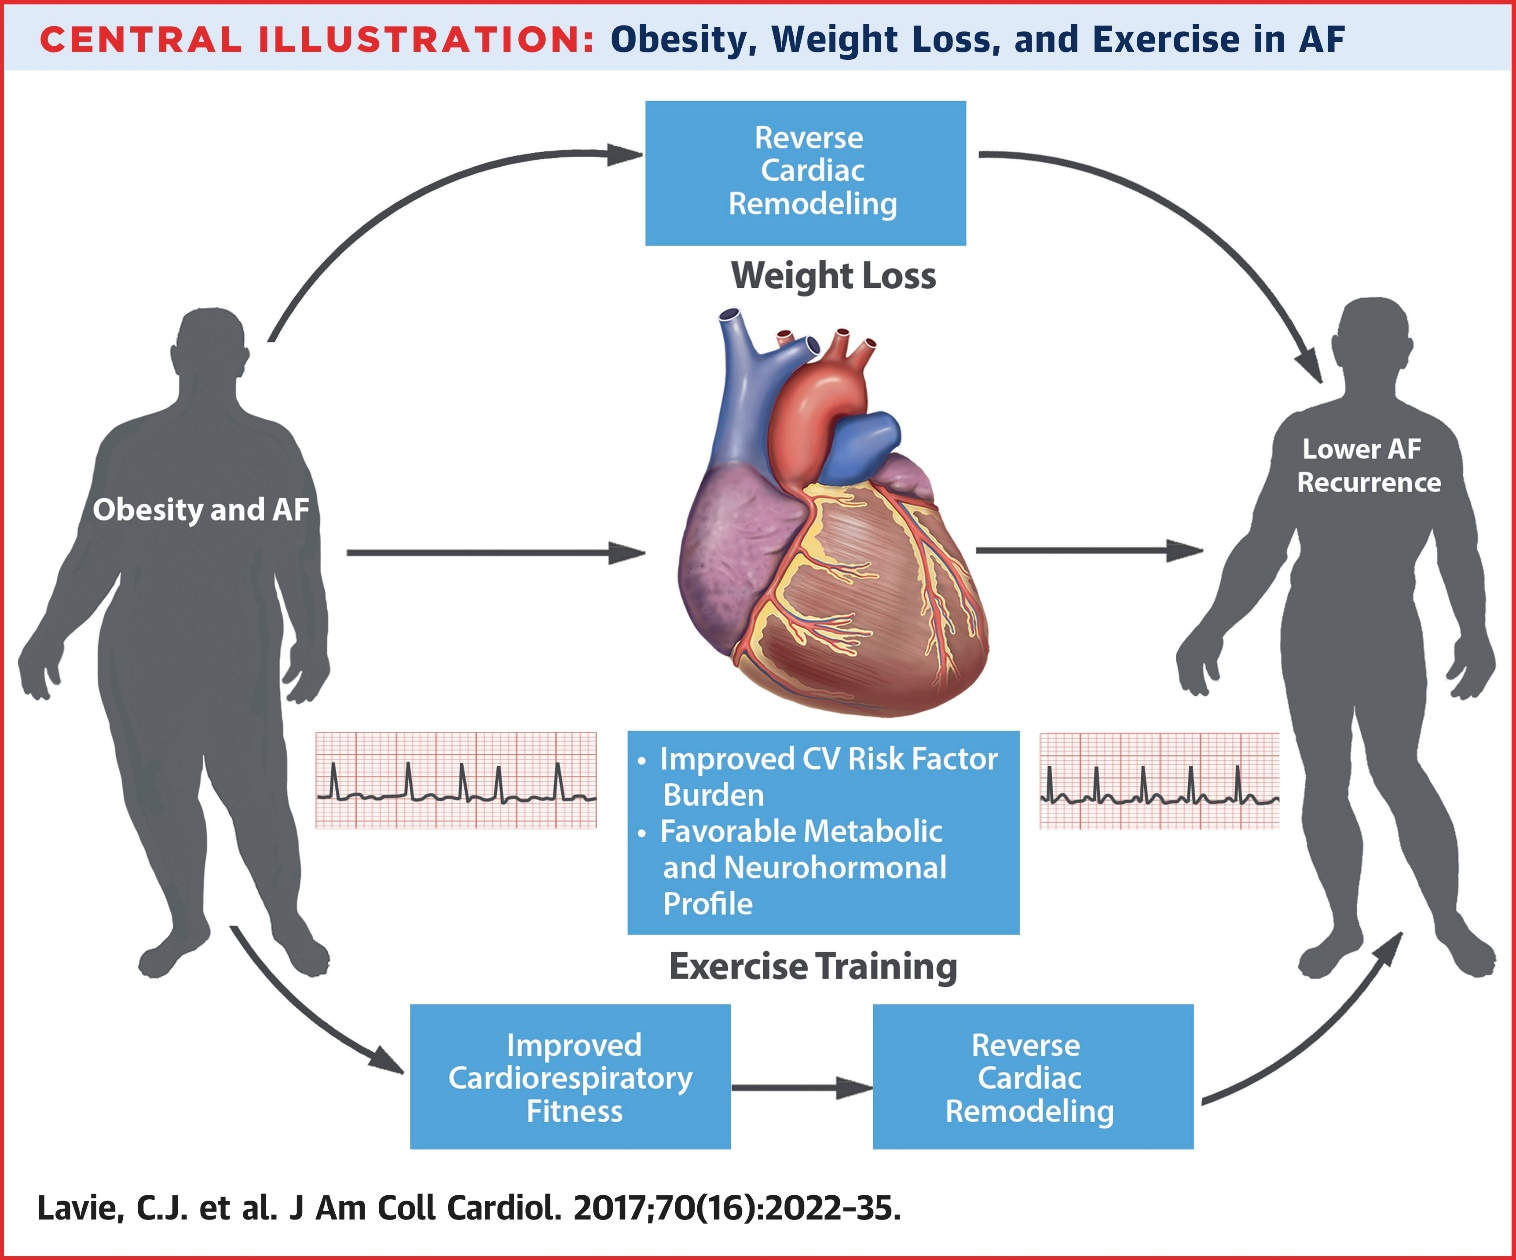 CENTRAL ILLUSTRATION: Obesity, Weight Loss, and Exercise in AF
Reverse
Cardiac
Remodeling
Weight Loss
Obesity and AF
Lower AF
Recurrence
• Improved CV Risk Factor
Burden
• Favorable Metabolic
and Neurohormonal
Profile
Exercise Training
Improved
Cardiorespiratory
Fitness
Reverse
Cardiac
Remodeling
Lavie, C.J. et al. J Am Coll Cardiol. 2017;70(16):2022–35.